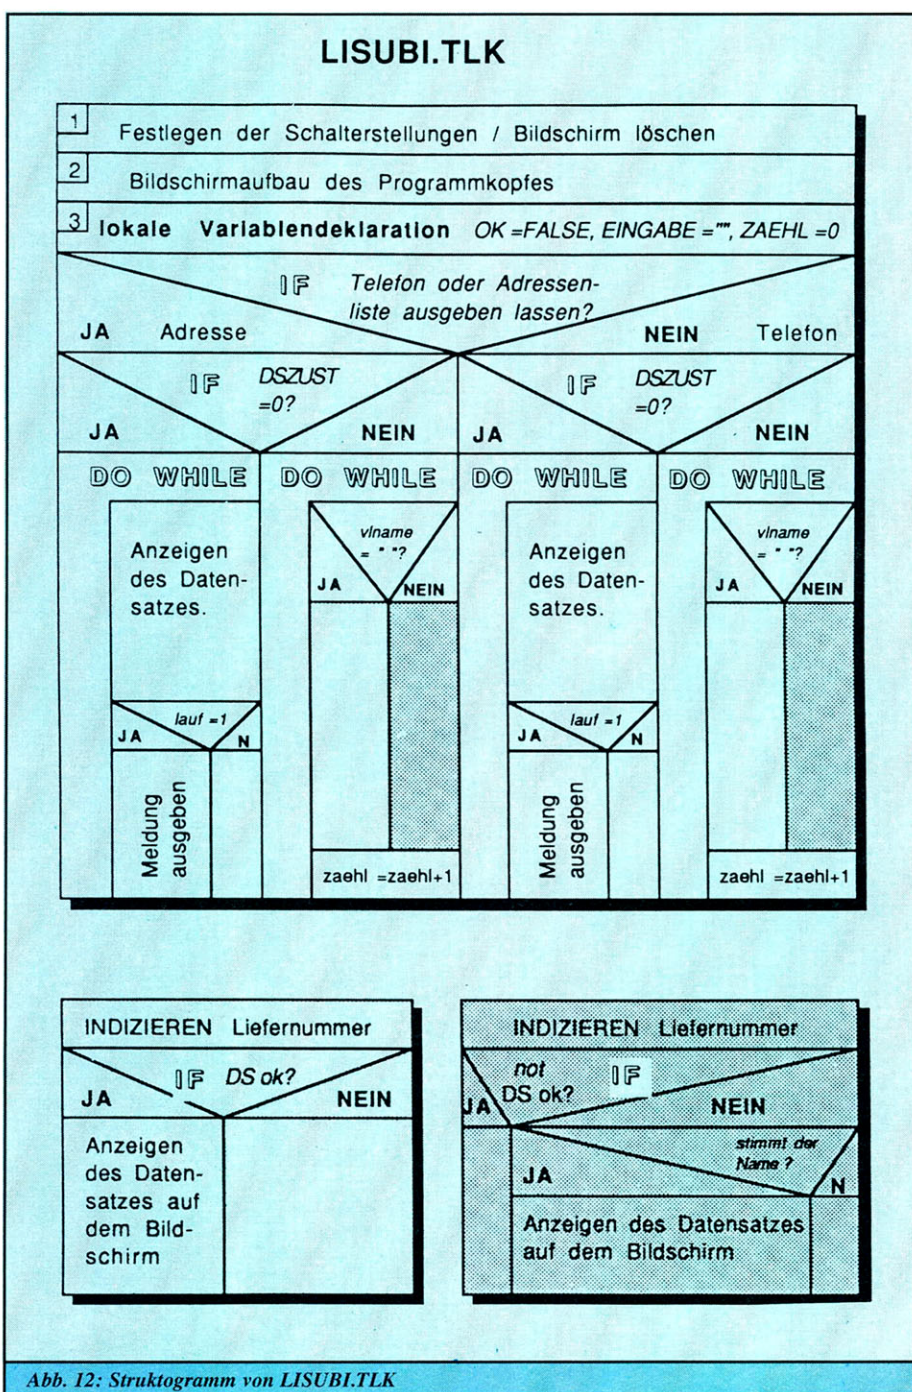 LISUBI.TLK
1
Festlegen der Schalterstellungen / Bildschirm löschen
2
Bildschirmaufbau des Programmkopfes
3
lokale Variablendeklaration OK =FALSE, EINGABE ="", ZAEHL =0
IF Telefon oder Adressen-
liste ausgeben lassen?
JA Adresse NEIN Telefon
IF DSZUST
=0?
JA NEIN
IF DSZUST
=0?
JA NEIN
DO WHILE DO WHILE DO WHILE DO WHILE
Anzeigen
des Daten-
satzes.
lauf =1
JA N
Meldung
ausgeben
vlname
= " "?
JA NEIN
zaehl =zaehl+1
Anzeigen
des Daten-
satzes.
lauf =1
JA N
Meldung
ausgeben
vlname
= " "?
JA NEIN
zaehl =zaehl+1
INDIZIEREN Liefernummer
IF DS ok?
JA NEIN
Anzeigen
des Daten-
satzes auf
dem Bild-
schirm
INDIZIEREN Liefernummer
not IF
DS ok?
JA NEIN
stimmt der
Name ?
JA N
Anzeigen des Datensatzes
auf dem Bildschirm
Abb. 12: Struktogramm von LISUBI.TLK